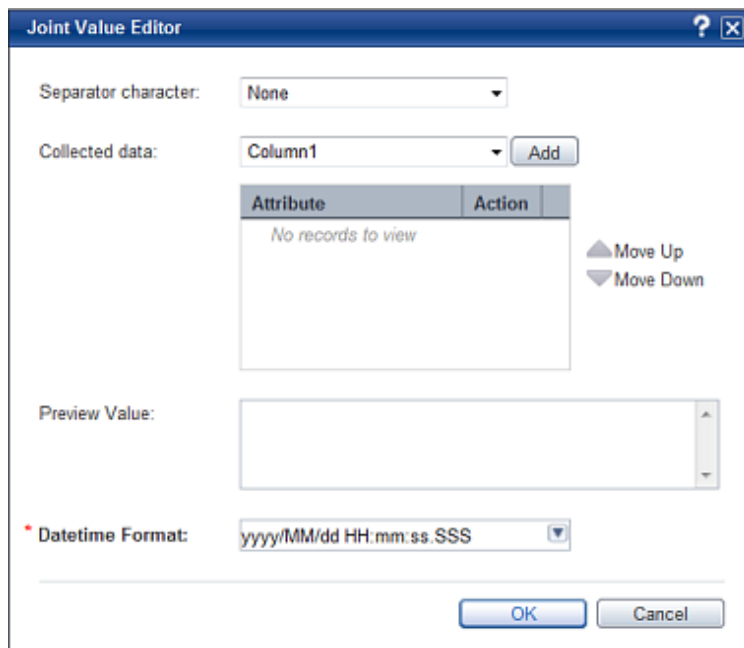 Joint Value Editor ?
Separator character: None
Collected data: Column1 Add
Attribute Action
No records to view
Move Up
Move Down
Preview Value:
* Datetime Format: yyyy/MM/dd HH:mm:ss.SSS
OK Cancel